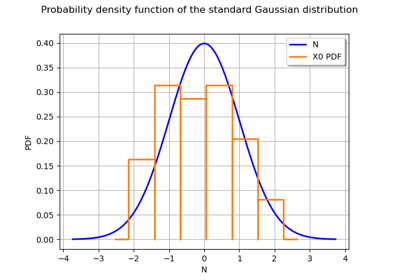 Probability density function of the standard Gaussian distribution
N
X0 PDF
0.40
0.35
0.30
0.25
0.20
0.15
0.10
0.05
0.00
PDF
−4 −3 −2 −1 0 1 2 3 4
N